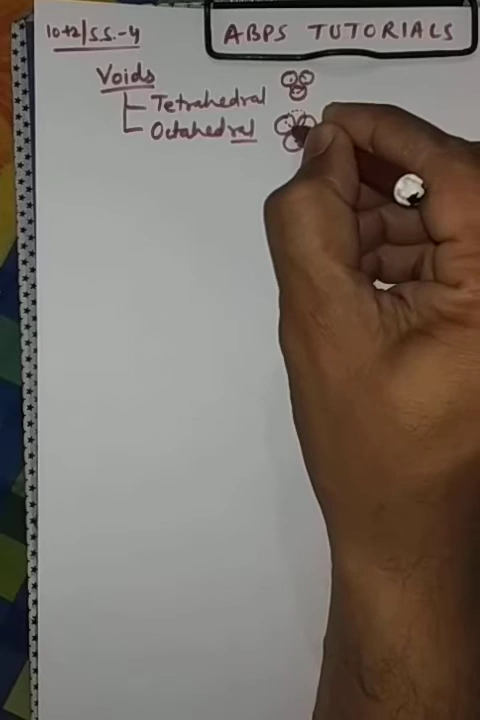 10+2/S.S.-4
ABPS TUTORIALS
Voids
Tetrahedral
Octahedral